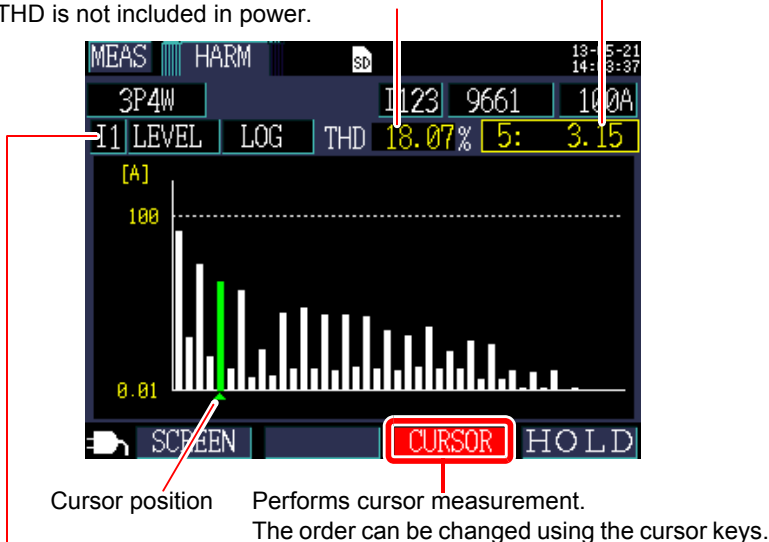 THD is not included in power.
MEAS HARM SD 13-05-21
14:03:37
3P4W I123 9661 100A
I1 LEVEL LOG THD 18.07% 5: 3.15
[A]
100
0.01
SCREEN CURSOR HOLD
Cursor position Performs cursor measurement.
The order can be changed using the cursor keys.